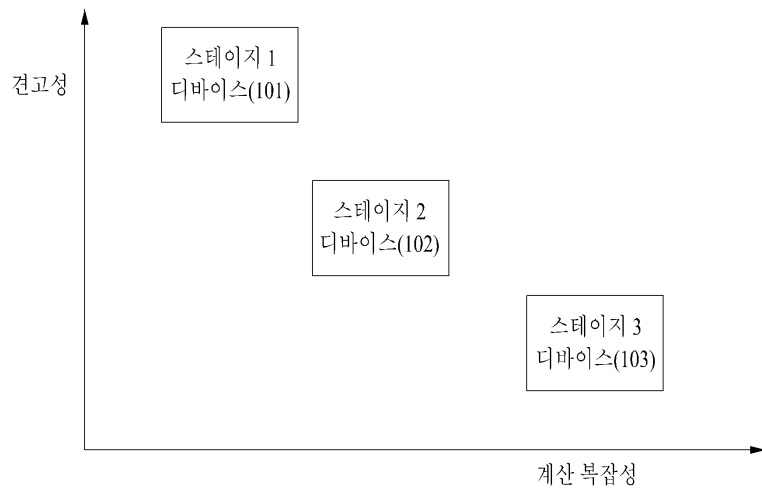 스테이지 1
디바이스(101)
견고성
스테이지 2
디바이스(102)
스테이지 3
디바이스(103)
계산 복잡성